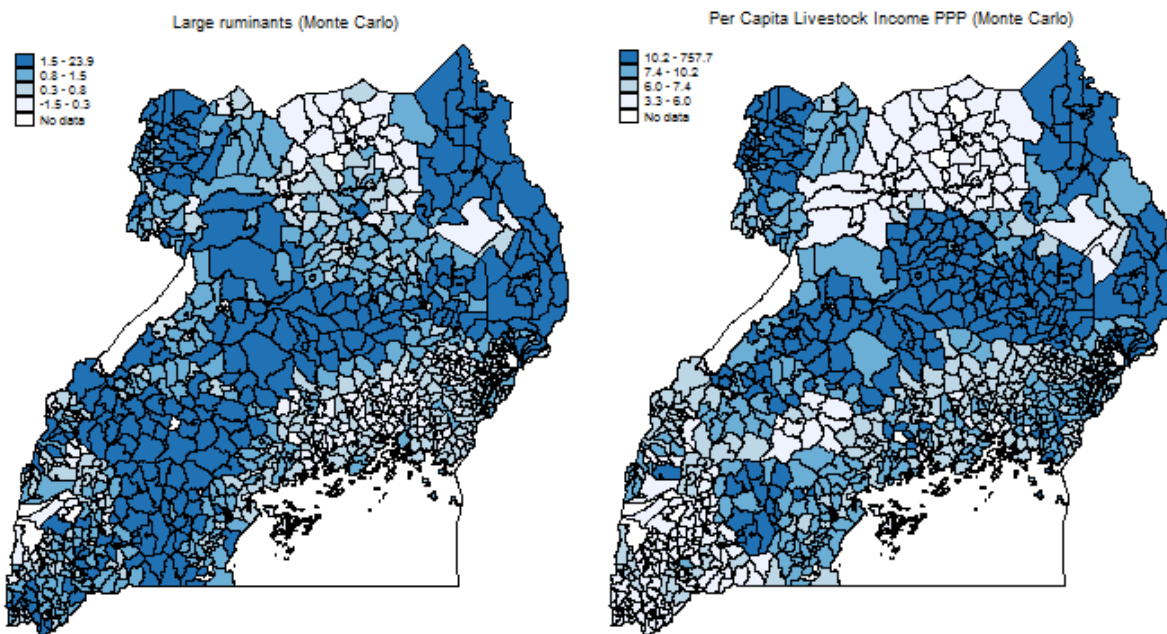 Large ruminants (Monte Carlo)
1.5 - 23.9
0.8 - 1.5
0.3 - 0.8
-1.5 - 0.3
No data
Per Capita Livestock Income PPP (Monte Carlo)
10.2 - 757.7
7.4 - 10.2
6.0 - 7.4
3.3 - 6.0
No data